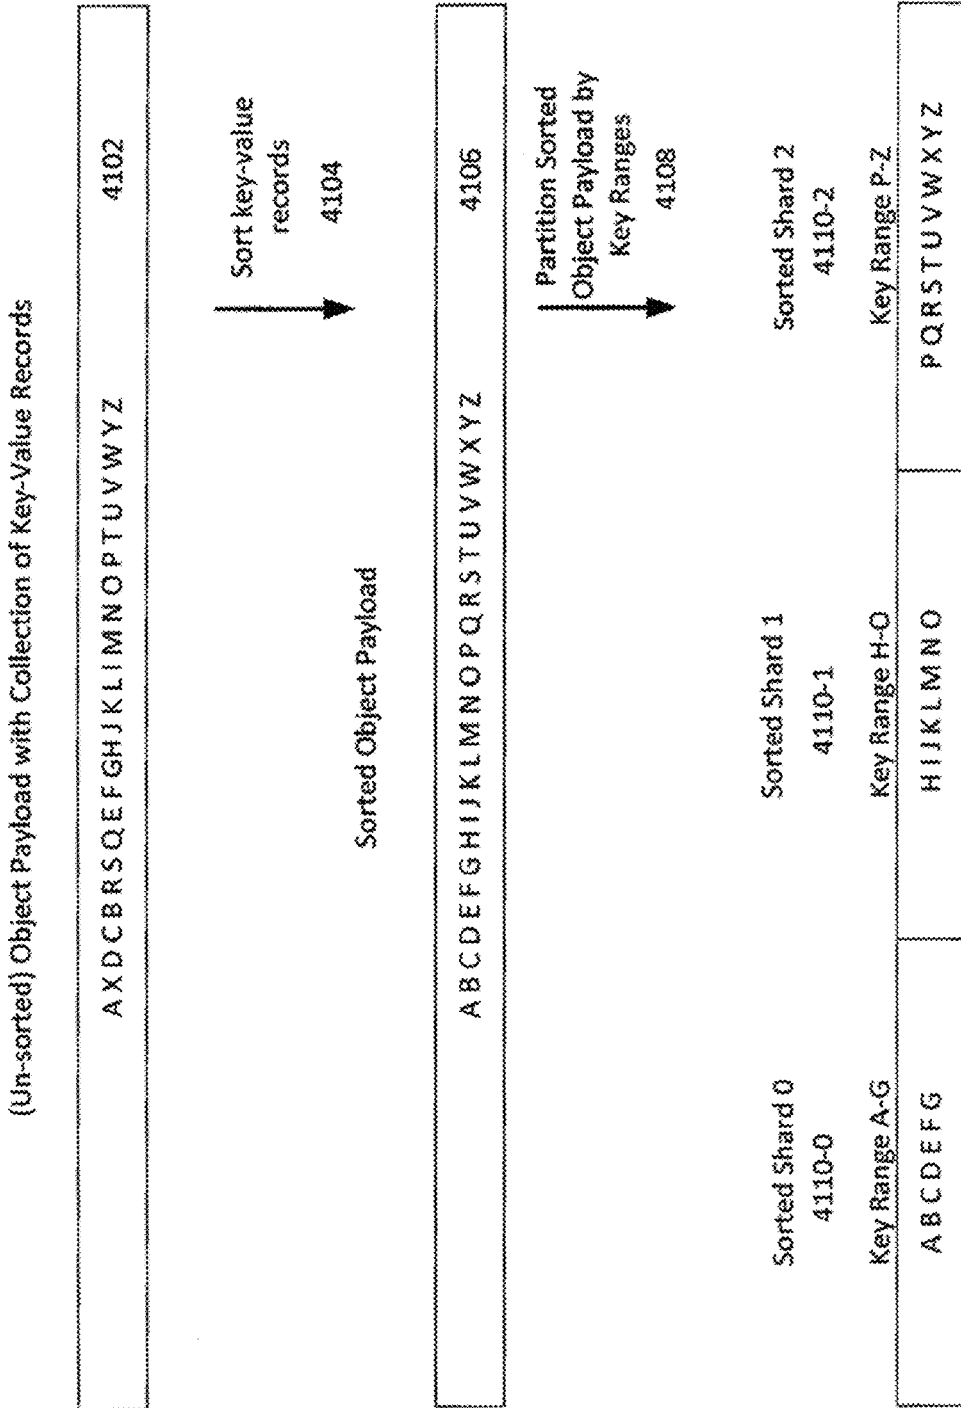 (Un-sorted) Object Payload with Collection of Key-Value Records
A X D C B R S Q E F G H J K L I M N O P T U V W Y Z
4102
Sort key-value
records
4104
Sorted Object Payload
A B C D E F G H I J K L M N O P Q R S T U V W X Y Z
4106
Partition Sorted
Object Payload by
Key Ranges
4108
Sorted Shard 0
4110-0
Key Range A-G
A B C D E F G
Sorted Shard 1
4110-1
Key Range H-O
H I J K L M N O
Sorted Shard 2
4110-2
Key Range P-Z
P Q R S T U V W X Y Z